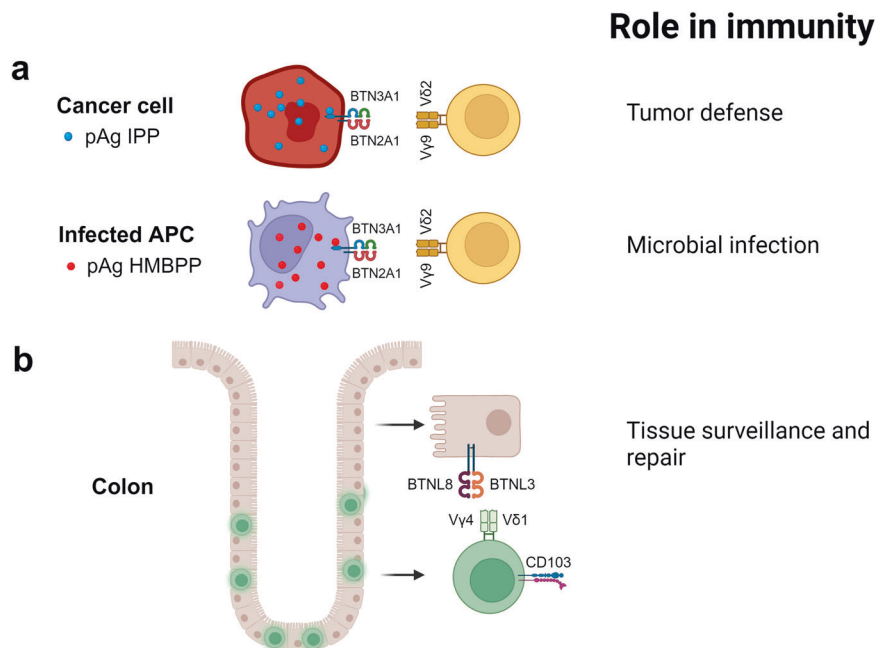 Role in immunity
a
Cancer cell
pAg IPP
BTN3A1
BTN2A1
Vδ2
Vγ9
Tumor defense
Infected APC
pAg HMBPP
BTN3A1
BTN2A1
Vδ2
Vγ9
Microbial infection
b
Colon
BTNL8
BTNL3
Vγ4
Vδ1
CD103
Tissue surveillance and
repair